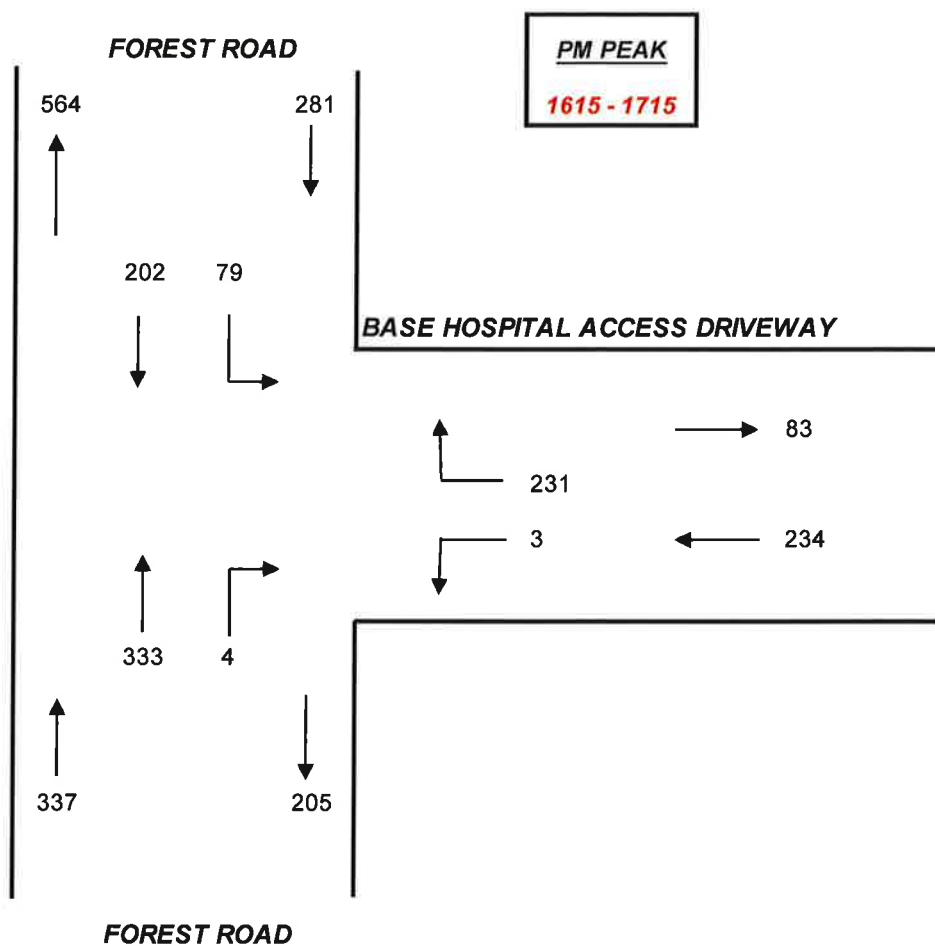 FOREST ROAD
PM PEAK
1615 - 1715
564
281
202
79
BASE HOSPITAL ACCESS DRIVEWAY
83
231
3
234
333
4
337
205
FOREST ROAD